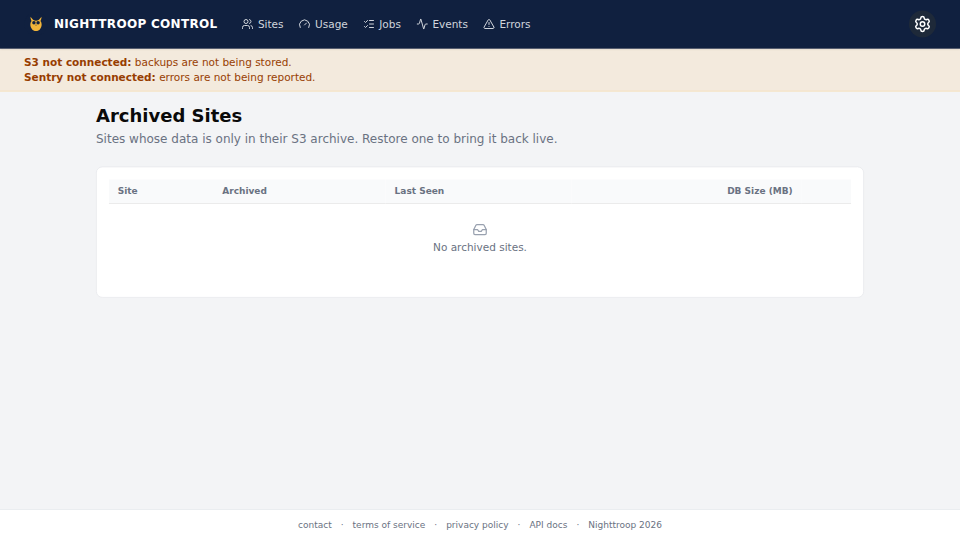 NIGHTTROOP CONTROL Sites Usage Jobs Events Errors
S3 not connected: backups are not being stored.
Sentry not connected: errors are not being reported.
Archived Sites
Sites whose data is only in their S3 archive. Restore one to bring it back live.
Site Archived Last Seen DB Size (MB)
No archived sites.
contact · terms of service · privacy policy · API docs · Nighttroop 2026